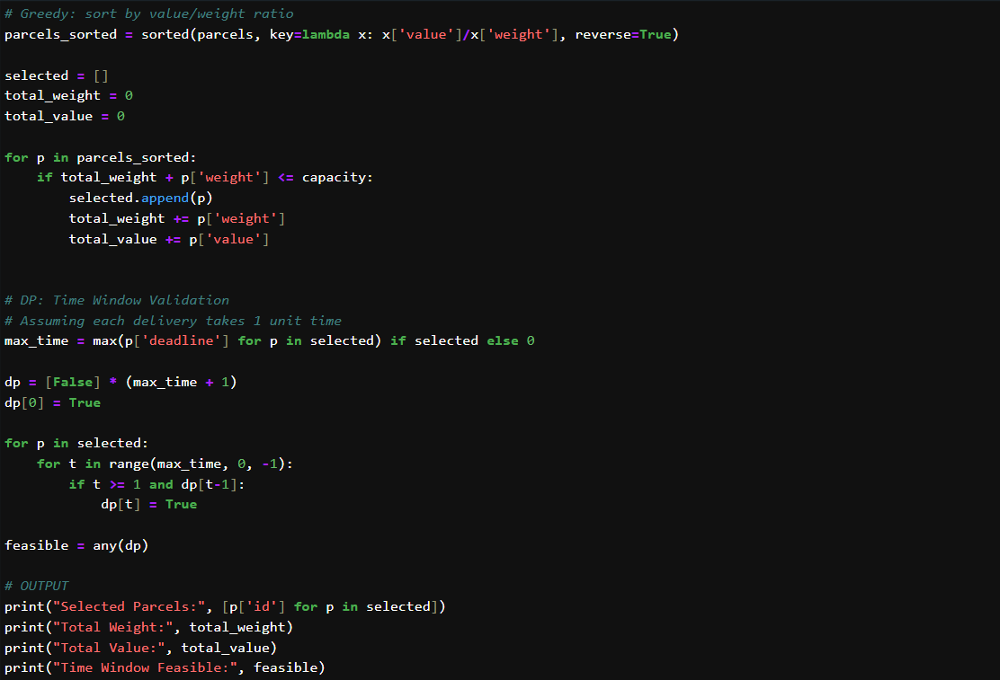 # Greedy: sort by value/weight ratio
parcels_sorted = sorted(parcels, key=lambda x: x['value']/x['weight'], reverse=True)

selected = []
total_weight = 0
total_value = 0

for p in parcels_sorted:
    if total_weight + p['weight'] <= capacity:
        selected.append(p)
        total_weight += p['weight']
        total_value += p['value']


# DP: Time Window Validation
# Assuming each delivery takes 1 unit time
max_time = max(p['deadline'] for p in selected) if selected else 0

dp = [False] * (max_time + 1)
dp[0] = True

for p in selected:
    for t in range(max_time, 0, -1):
        if t >= 1 and dp[t-1]:
            dp[t] = True

feasible = any(dp)

# OUTPUT
print("Selected Parcels:", [p['id'] for p in selected])
print("Total Weight:", total_weight)
print("Total Value:", total_value)
print("Time Window Feasible:", feasible)